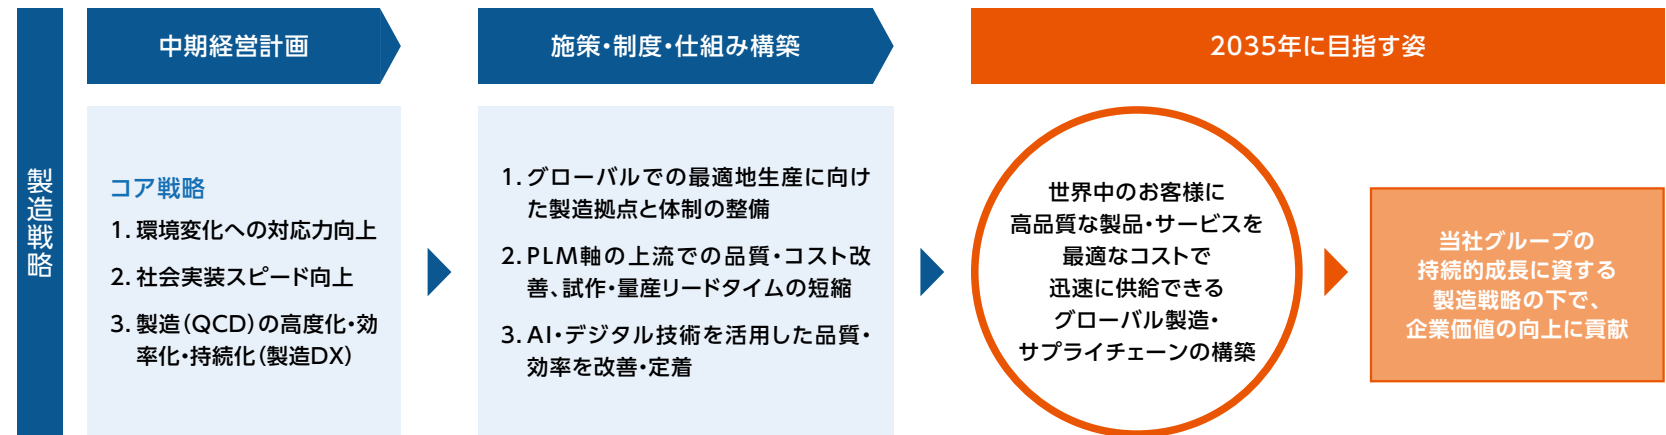 製造戦略
中期経営計画
コア戦略
1. 環境変化への対応力向上
2. 社会実装スピード向上
3. 製造（QCD）の高度化・効
率化・持続化（製造DX）
施策・制度・仕組み構築
1. グローバルでの最適地生産に向け
た製造拠点と体制の整備
2. PLM軸の上流での品質・コスト改
善、試作・量産リードタイムの短縮
3. AI・デジタル技術を活用した品質・
効率を改善・定着
2035年に目指す姿
世界中のお客様に
高品質な製品・サービスを
最適なコストで
迅速に供給できる
グローバル製造・
サプライチェーンの構築
当社グループの
持続的成長に資する
製造戦略の下で、
企業価値の向上に貢献